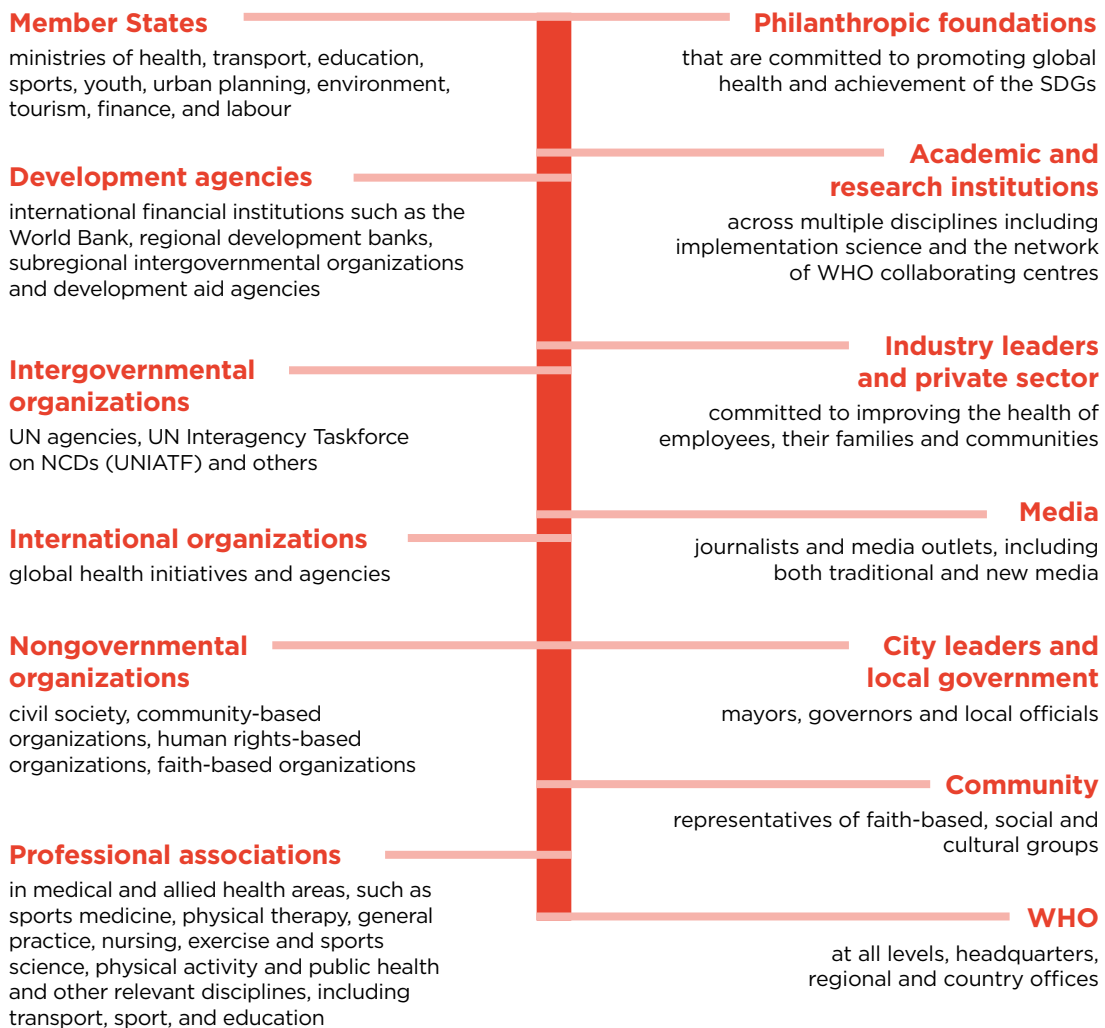 Member States
ministries of health, transport, education,
sports, youth, urban planning, environment,
tourism, finance, and labour
Development agencies
international financial institutions such as the
World Bank, regional development banks,
subregional intergovernmental organizations
and development aid agencies
Intergovernmental
organizations
UN agencies, UN Interagency Taskforce
on NCDs (UNIATF) and others
International organizations
global health initiatives and agencies
Nongovernmental
organizations
civil society, community-based
organizations, human rights-based
organizations, faith-based organizations
Professional associations
in medical and allied health areas, such as
sports medicine, physical therapy, general
practice, nursing, exercise and sports
science, physical activity and public health
and other relevant disciplines, including
transport, sport, and education
Philanthropic foundations
that are committed to promoting global
health and achievement of the SDGs
Academic and
research institutions
across multiple disciplines including
implementation science and the network
of WHO collaborating centres
Industry leaders
and private sector
committed to improving the health of
employees, their families and communities
Media
journalists and media outlets, including
both traditional and new media
City leaders and
local government
mayors, governors and local officials
Community
representatives of faith-based, social and
cultural groups
WHO
at all levels, headquarters,
regional and country offices